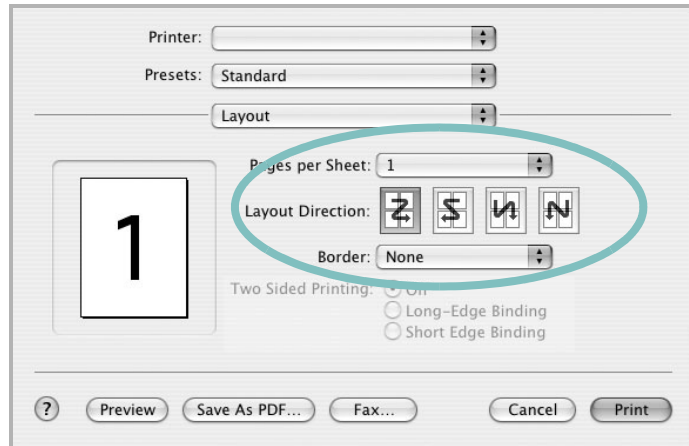 Printer:
Presets: Standard
Layout
Pages per Sheet: 1
Layout Direction:
Border: None
1
Two Sided Printing: Off
Long-Edge Binding
Short Edge Binding
? Preview Save As PDF... Fax... Cancel Print